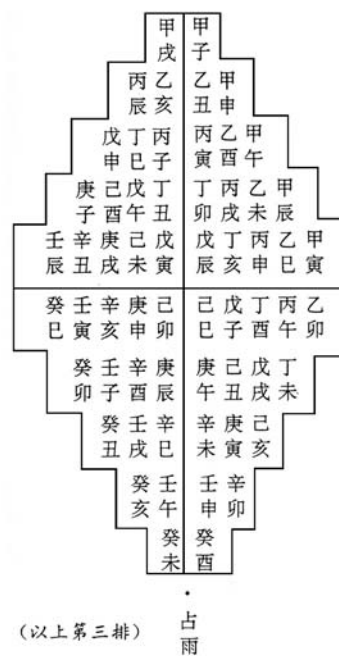 甲戌 甲子
丙辰 乙亥 乙丑 甲申
戊申 丁巳 丙子 丙寅 乙酉 甲午
庚子 己酉 戊午 丁丑 丁卯 丙戌 乙未 甲辰
壬辰 辛丑 庚戌 己未 戊寅 戊辰 丁亥 丙申 乙巳 甲寅
癸巳 壬寅 辛亥 庚申 己卯 己巳 戊子 丁酉 丙午 乙卯
癸卯 壬子 辛酉 庚辰 庚午 己丑 戊戌 丁未
癸丑 壬戌 辛巳 辛未 庚寅 己亥
癸亥 壬午 壬申 辛卯
癸未 癸酉
·占雨
(以上第三排)